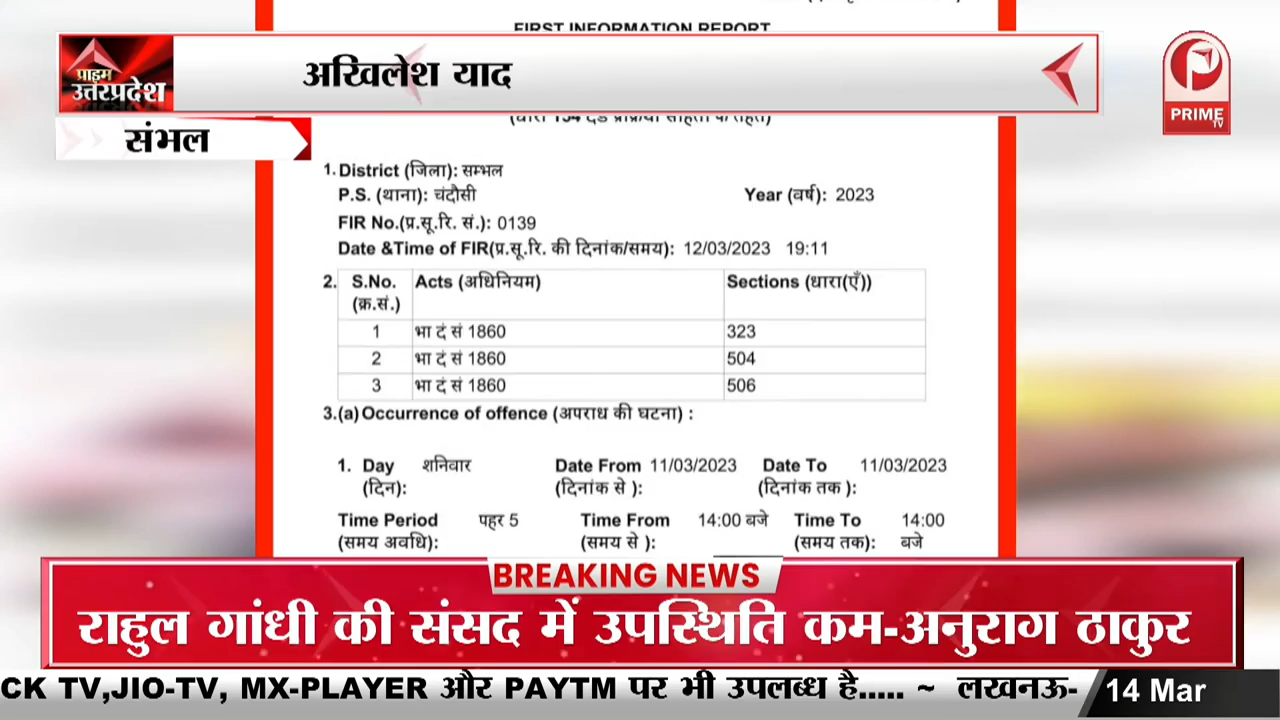 FIRST INFORMATION REPORT
प्राइम
उत्तरप्रदेश
अखिलेश याद
PRIME
TV
संभल
(धारा 154 दंड प्रक्रिया संहिता के तहत)
1. District (जिला): सम्भल
P.S. (थाना): चंदौसी Year (वर्ष): 2023
FIR No.(प्र.सू.रि. सं.): 0139
Date &Time of FIR(प्र.सू.रि. की दिनांक/समय): 12/03/2023 19:11
2. S.No. Acts (अधिनियम) Sections (धारा(एँ))
(क्र.सं.)
1 भा दं सं 1860 323
2 भा दं सं 1860 504
3 भा दं सं 1860 506
3.(a) Occurrence of offence (अपराध की घटना) :
1. Day शनिवार Date From 11/03/2023 Date To 11/03/2023
(दिन): (दिनांक से ): (दिनांक तक ):
Time Period पहर 5 Time From 14:00 बजे Time To 14:00
(समय अवधि): (समय से ): (समय तक): बजे
BREAKING NEWS
राहुल गांधी की संसद में उपस्थिति कम-अनुराग ठाकुर
CK TV,JIO-TV, MX-PLAYER और PAYTM पर भी उपलब्ध है..... ~ लखनऊ- 14 Mar